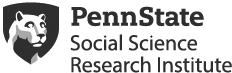 PennState
Social Science
Research Institute